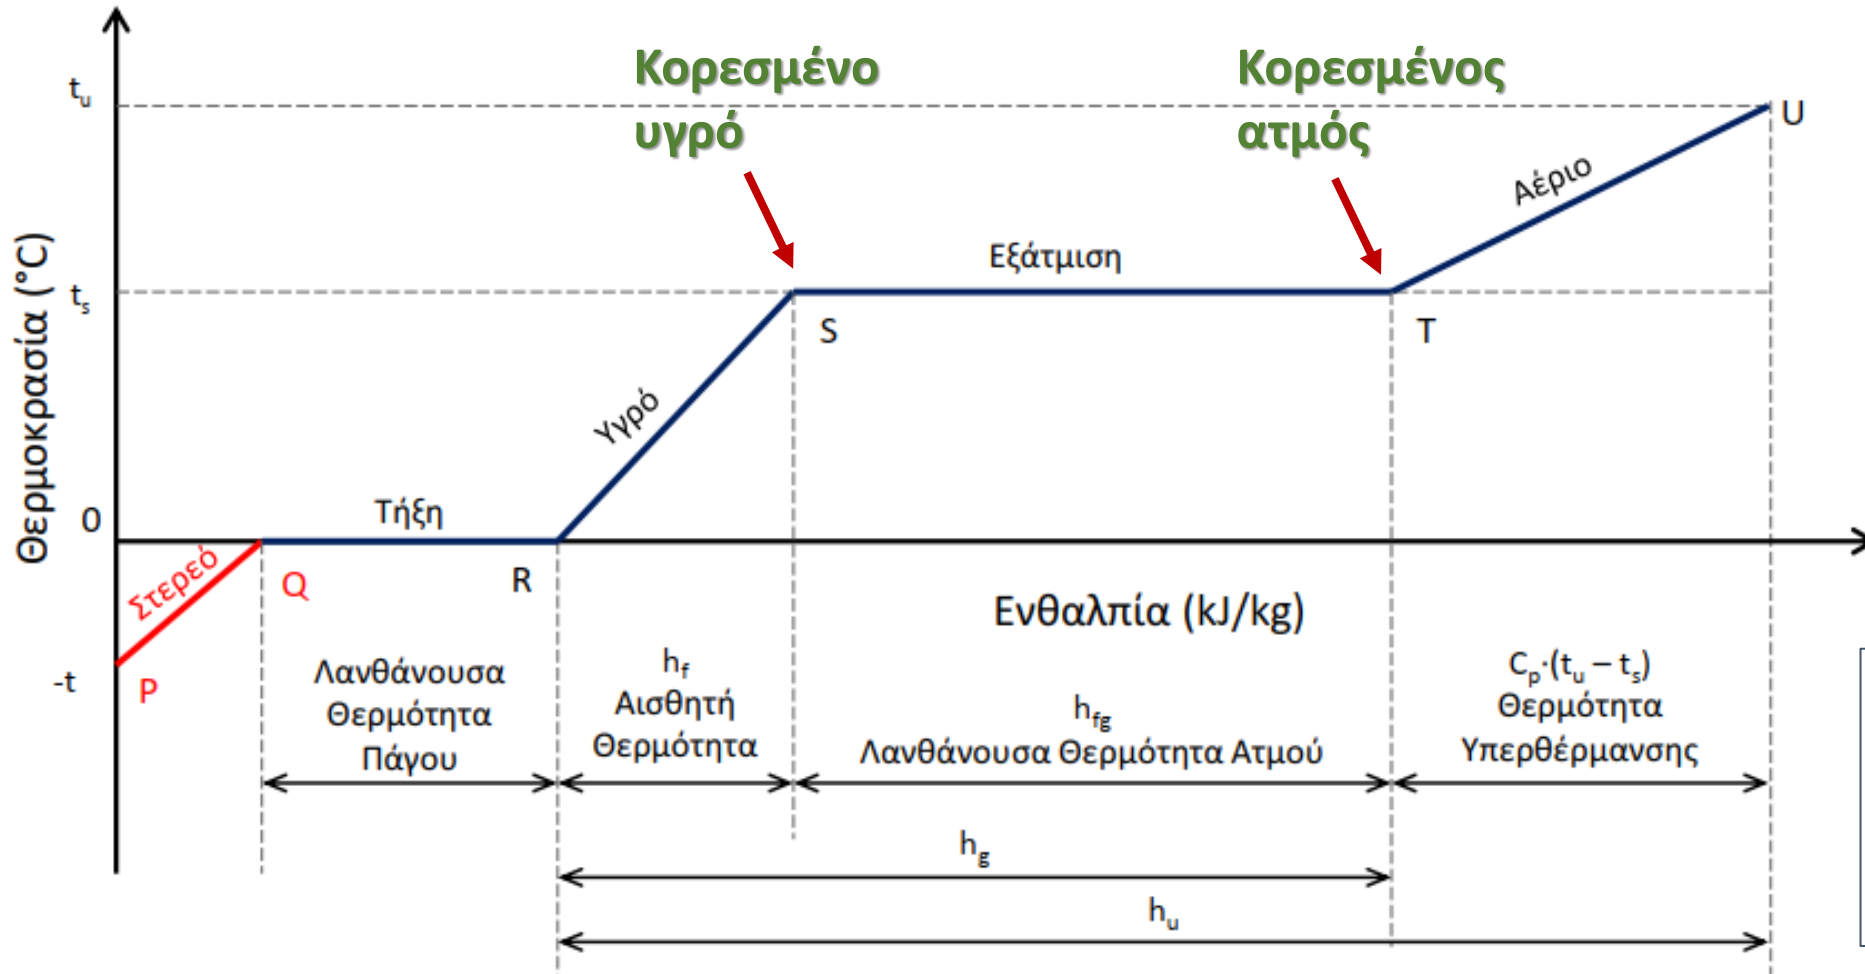 Κορεσμένο
υγρό
Κορεσμένος
ατμός
t_u
U
Αέριο
Εξάτμιση
t_s
S
T
Θερμοκρασία (°C)
Υγρό
Τήξη
0
Στερεό
Q
R
Ενθαλπία (kJ/kg)
-t
P
Λανθάνουσα
Θερμότητα
Πάγου
h_f
Αισθητή
Θερμότητα
h_fg
Λανθάνουσα Θερμότητα Ατμού
C_p·(t_u – t_s)
Θερμότητα
Υπερθέρμανσης
h_g
h_u